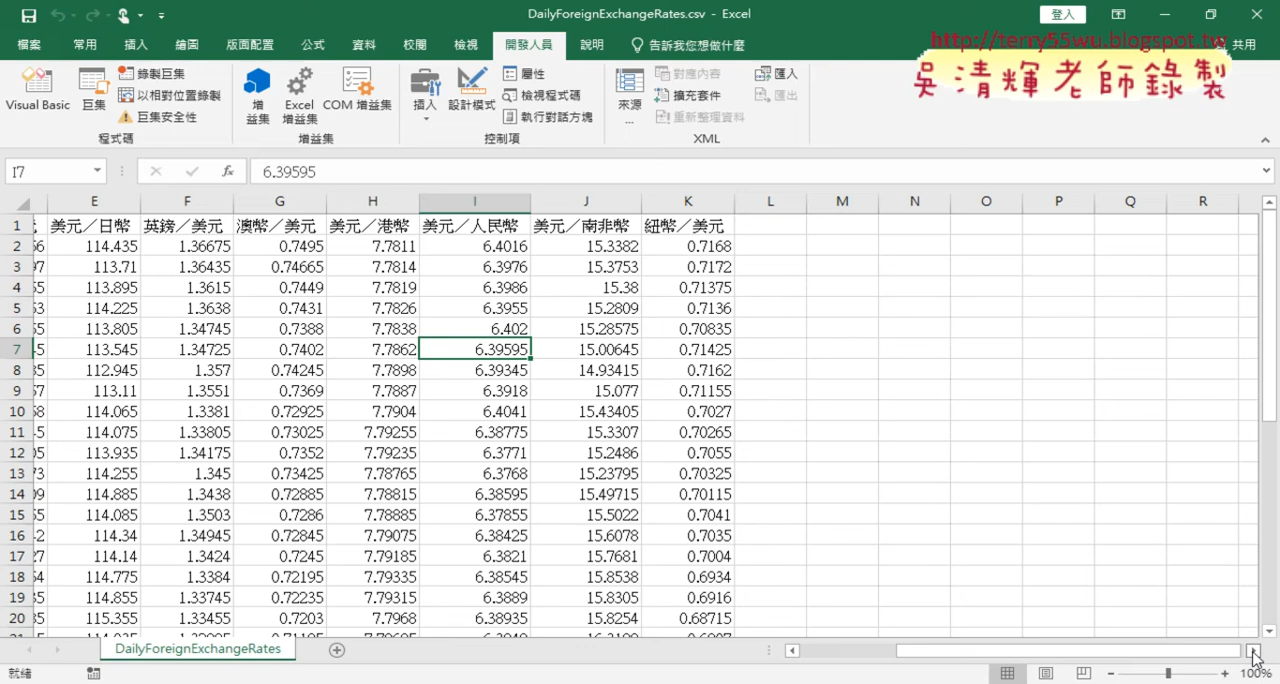 DailyForeignExchangeRates.csv - Excel
登入
檔案 常用 插入 繪圖 版面配置 公式 資料 校閱 檢視 開發人員 說明 告訴我您想做什麼 共用
http://terry55wu.blogspot.tw
吳清輝老師錄製
Visual Basic 巨集 錄製巨集 以相對位置錄製 巨集安全性
增益集 Excel 增益集 COM 增益集
插入 設計模式 屬性 檢視程式碼 執行對話方塊
來源... 對應內容 擴充套件 重新整理資料 匯入 匯出
程式碼 增益集 控制項 XML
I7 fx 6.39595
E F G H I J K L M N O P Q R
1 美元／日幣 英鎊／美元 澳幣／美元 美元／港幣 美元／人民幣 美元／南非幣 紐幣／美元
2 114.435 1.36675 0.7495 7.7811 6.4016 15.3382 0.7168
3 113.71 1.36435 0.74665 7.7814 6.3976 15.3753 0.7172
4 113.895 1.3615 0.7449 7.7819 6.3986 15.38 0.71375
5 114.225 1.3638 0.7431 7.7826 6.3955 15.2809 0.7136
6 113.805 1.34745 0.7388 7.7838 6.402 15.28575 0.70835
7 113.545 1.34725 0.7402 7.7862 6.39595 15.00645 0.71425
8 112.945 1.357 0.74245 7.7898 6.39345 14.93415 0.7162
9 113.11 1.3551 0.7369 7.7887 6.3918 15.077 0.71155
10 114.065 1.3381 0.72925 7.7904 6.4041 15.43405 0.7027
11 114.075 1.33805 0.73025 7.79255 6.38775 15.3307 0.70265
12 113.935 1.34175 0.7352 7.79235 6.3771 15.2486 0.7055
13 114.255 1.345 0.73425 7.78765 6.3768 15.23795 0.70325
14 114.885 1.3438 0.72885 7.78815 6.38595 15.49715 0.70115
15 114.085 1.3503 0.7286 7.78885 6.37855 15.5022 0.7041
16 114.34 1.34945 0.72845 7.79075 6.38425 15.6078 0.7035
17 114.14 1.3424 0.7245 7.79185 6.3821 15.7681 0.7004
18 114.775 1.3384 0.72195 7.79335 6.38545 15.8538 0.6934
19 114.855 1.33745 0.72235 7.79315 6.3889 15.8305 0.6916
20 115.355 1.33455 0.7203 7.7968 6.38935 15.8254 0.68715
DailyForeignExchangeRates
就緒 100%